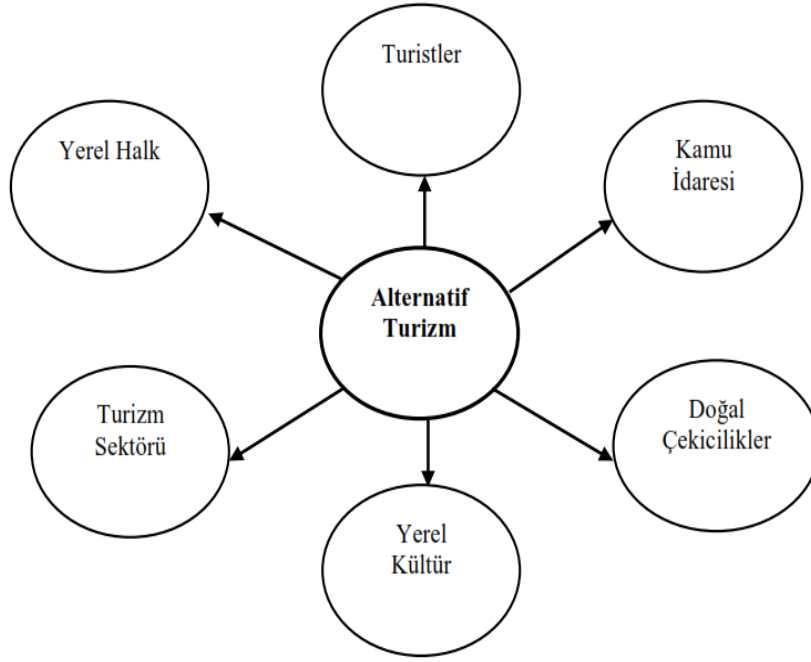 Turistler
Yerel Halk
Kamu
İdaresi
Alternatif
Turizm
Turizm
Sektörü
Doğal
Çekicilikler
Yerel
Kültür